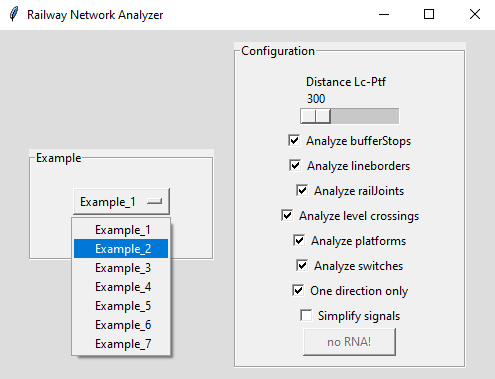 Railway Network Analyzer
Example
Example_1
Example_1
Example_2
Example_3
Example_4
Example_5
Example_6
Example_7
Configuration
Distance Lc-Ptf
300
Analyze bufferStops
Analyze lineborders
Analyze railJoints
Analyze level crossings
Analyze platforms
Analyze switches
One direction only
Simplify signals
no RNA!